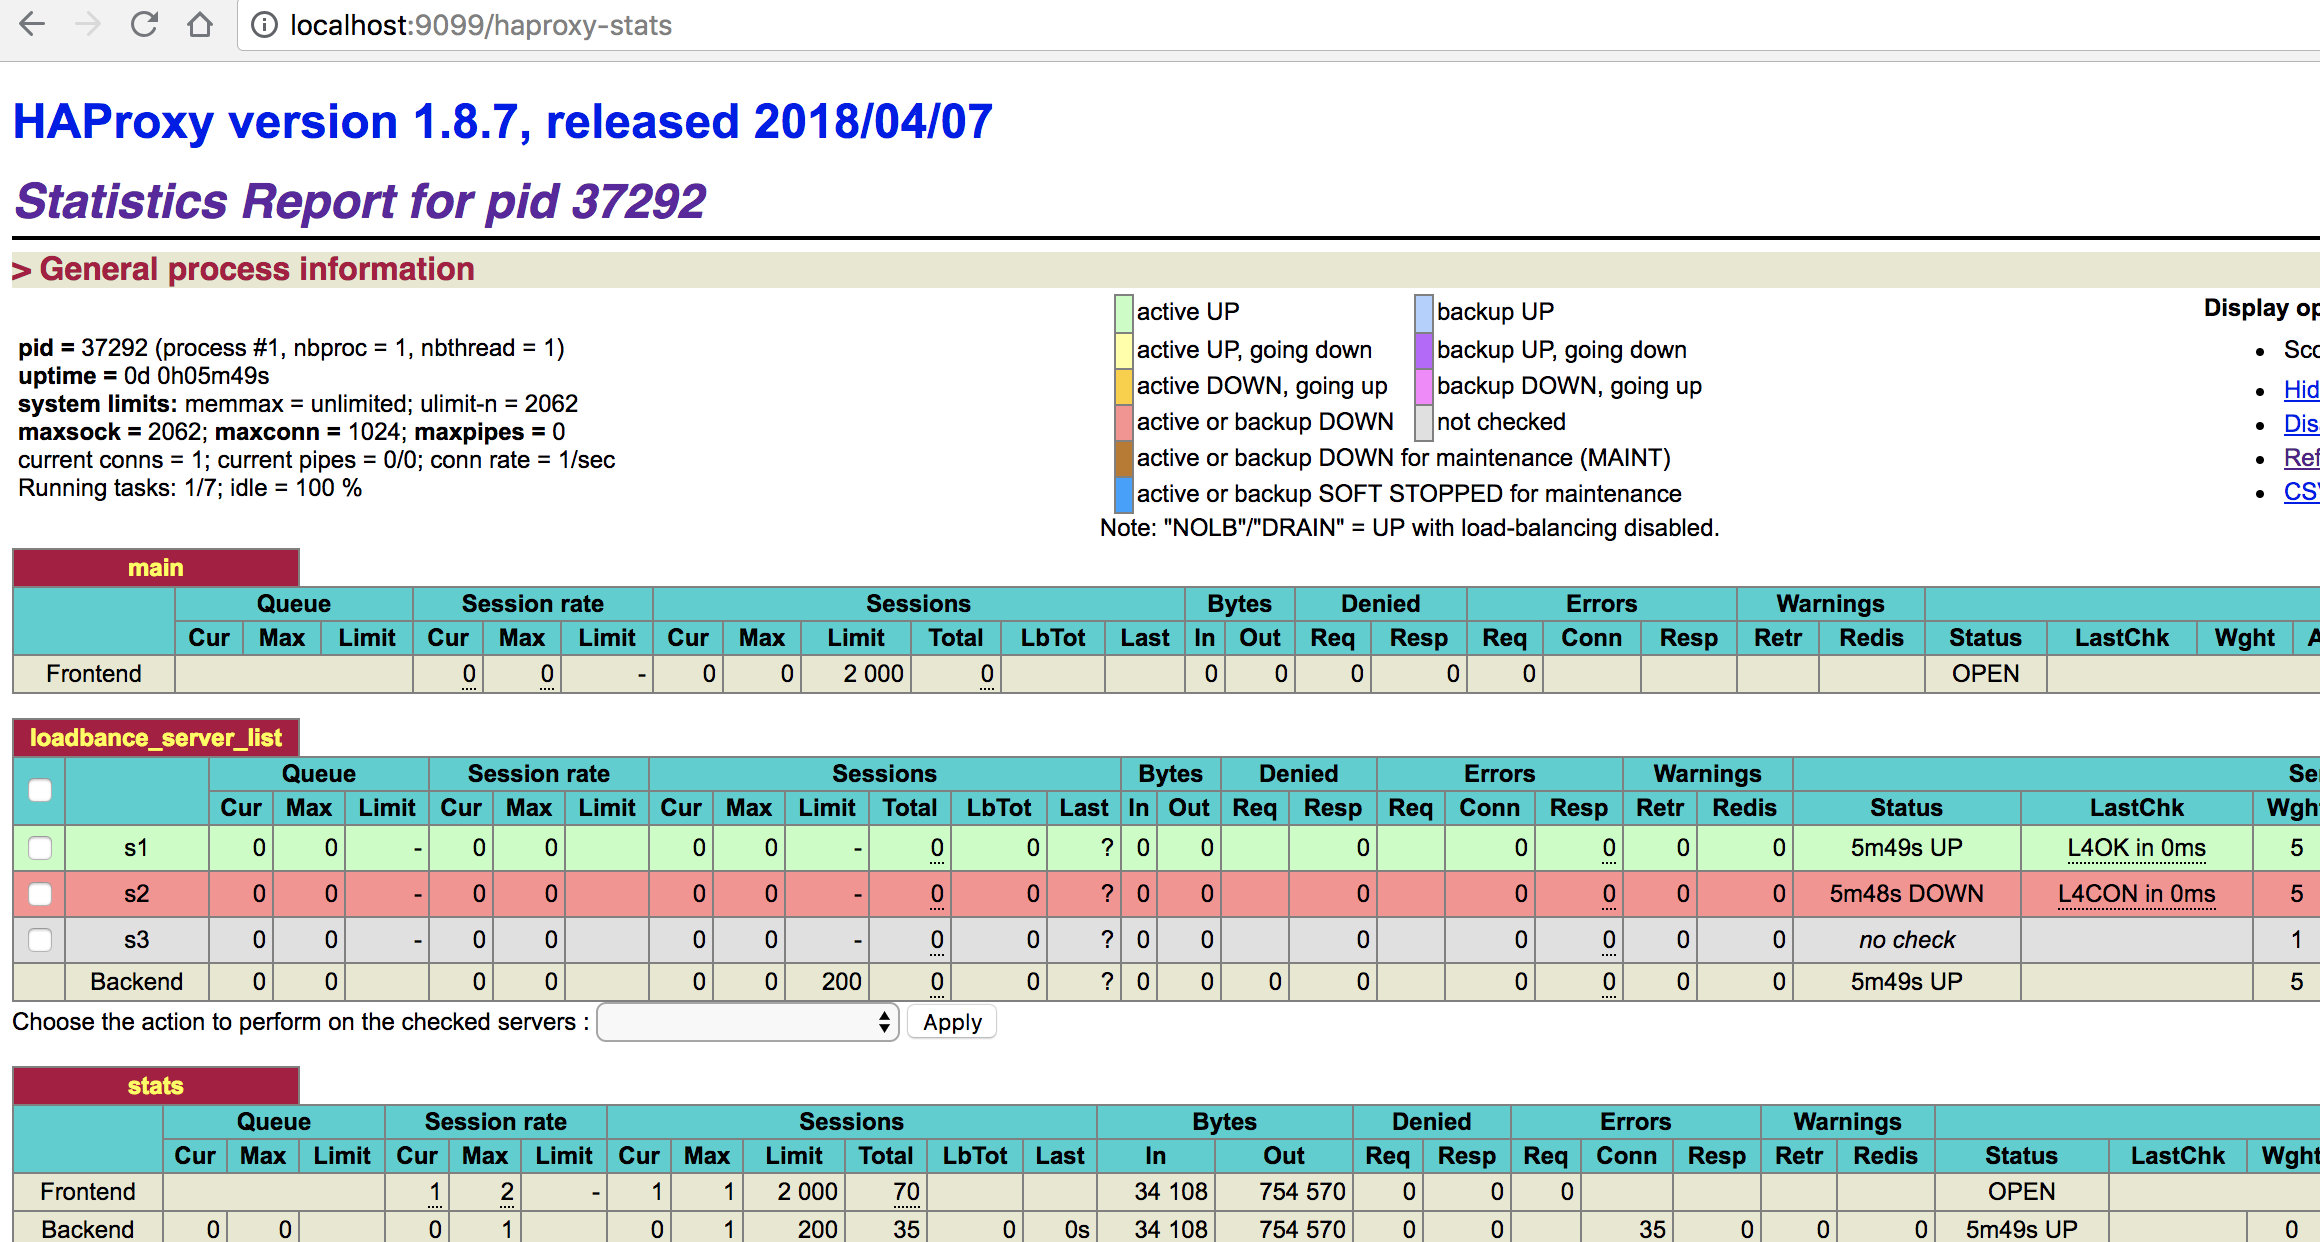 localhost:9099/haproxy-stats
HAProxy version 1.8.7, released 2018/04/07
Statistics Report for pid 37292
> General process information
pid = 37292 (process #1, nbproc = 1, nbthread = 1)
uptime = 0d 0h05m49s
system limits: memmax = unlimited; ulimit-n = 2062
maxsock = 2062; maxconn = 1024; maxpipes = 0
current conns = 1; current pipes = 0/0; conn rate = 1/sec
Running tasks: 1/7; idle = 100 %
active UP backup UP
active UP, going down backup UP, going down
active DOWN, going up backup DOWN, going up
active or backup DOWN not checked
active or backup DOWN for maintenance (MAINT)
active or backup SOFT STOPPED for maintenance
Note: "NOLB"/"DRAIN" = UP with load-balancing disabled.
Display op
Sco
Hid
Disa
Ref
CSV
main
Queue Session rate Sessions Bytes Denied Errors Warnings
Cur Max Limit Cur Max Limit Cur Max Limit Total LbTot Last In Out Req Resp Req Conn Resp Retr Redis Status LastChk Wght A
Frontend 0 0 - 0 0 2 000 0 0 0 0 0 0 OPEN
loadbance_server_list
Queue Session rate Sessions Bytes Denied Errors Warnings Se
Cur Max Limit Cur Max Limit Cur Max Limit Total LbTot Last In Out Req Resp Req Conn Resp Retr Redis Status LastChk Wgh
s1 0 0 - 0 0 0 0 - 0 0 ? 0 0 0 0 0 0 0 5m49s UP L4OK in 0ms 5
s2 0 0 - 0 0 0 0 - 0 0 ? 0 0 0 0 0 0 0 5m48s DOWN L4CON in 0ms 5
s3 0 0 - 0 0 0 0 - 0 0 ? 0 0 0 0 0 0 0 no check 1
Backend 0 0 0 0 0 0 200 0 0 ? 0 0 0 0 0 0 0 0 5m49s UP 5
Choose the action to perform on the checked servers : Apply
stats
Queue Session rate Sessions Bytes Denied Errors Warnings
Cur Max Limit Cur Max Limit Cur Max Limit Total LbTot Last In Out Req Resp Req Conn Resp Retr Redis Status LastChk Wght
Frontend 1 2 - 1 1 2 000 70 34 108 754 570 0 0 0 OPEN
Backend 0 0 0 1 0 1 200 35 0 0s 34 108 754 570 0 0 35 0 0 0 5m49s UP 0